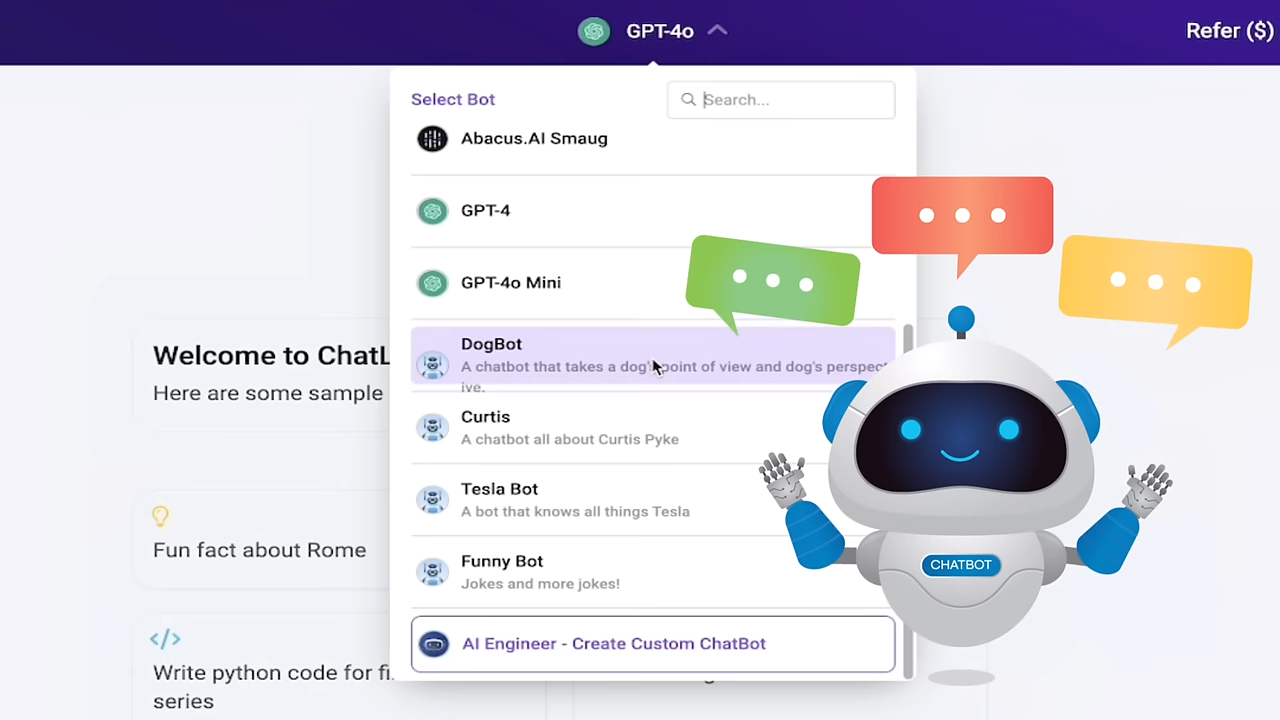 GPT-4o
Refer ($)
Select Bot
Search...
Abacus.AI Smaug
GPT-4
GPT-4o Mini
DogBot
A chatbot that takes a dog's point of view and dog's perspect
ive.
Curtis
A chatbot all about Curtis Pyke
Tesla Bot
A bot that knows all things Tesla
Funny Bot
Jokes and more jokes!
AI Engineer - Create Custom ChatBot
Welcome to ChatL
Here are some sample
Fun fact about Rome
</>
Write python code for fi
series
CHATBOT